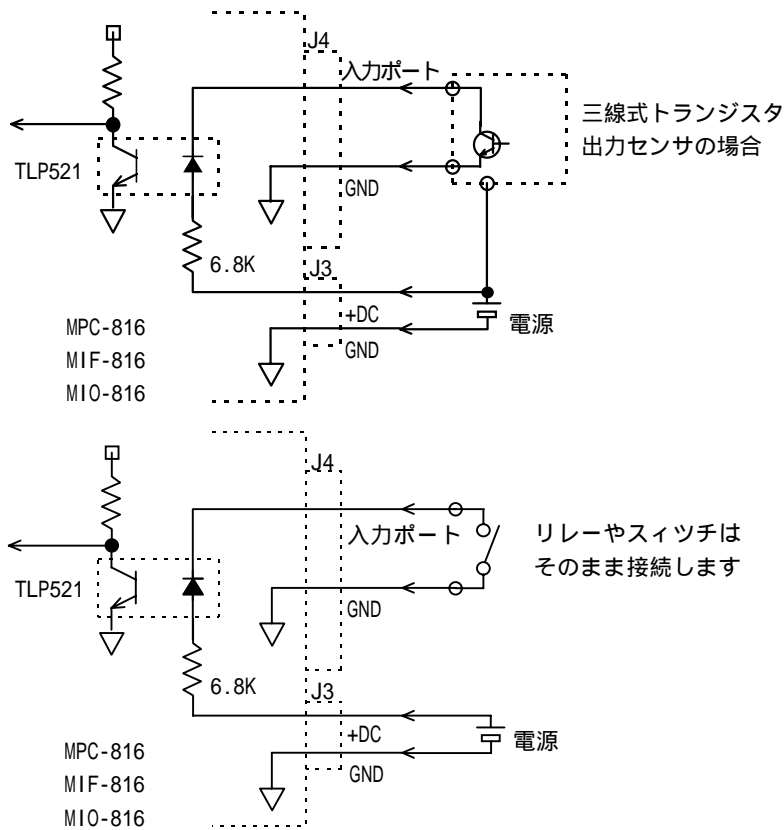 J4
入力ポート
三線式トランジスタ
出力センサの場合
TLP521
GND
6.8K
J3
+DC
電源
GND
MPC-816
MIF-816
MIO-816
J4
入力ポート
リレーやスィツチは
そのまま接続します
TLP521
GND
6.8K
J3
+DC
電源
GND
MPC-816
MIF-816
MIO-816